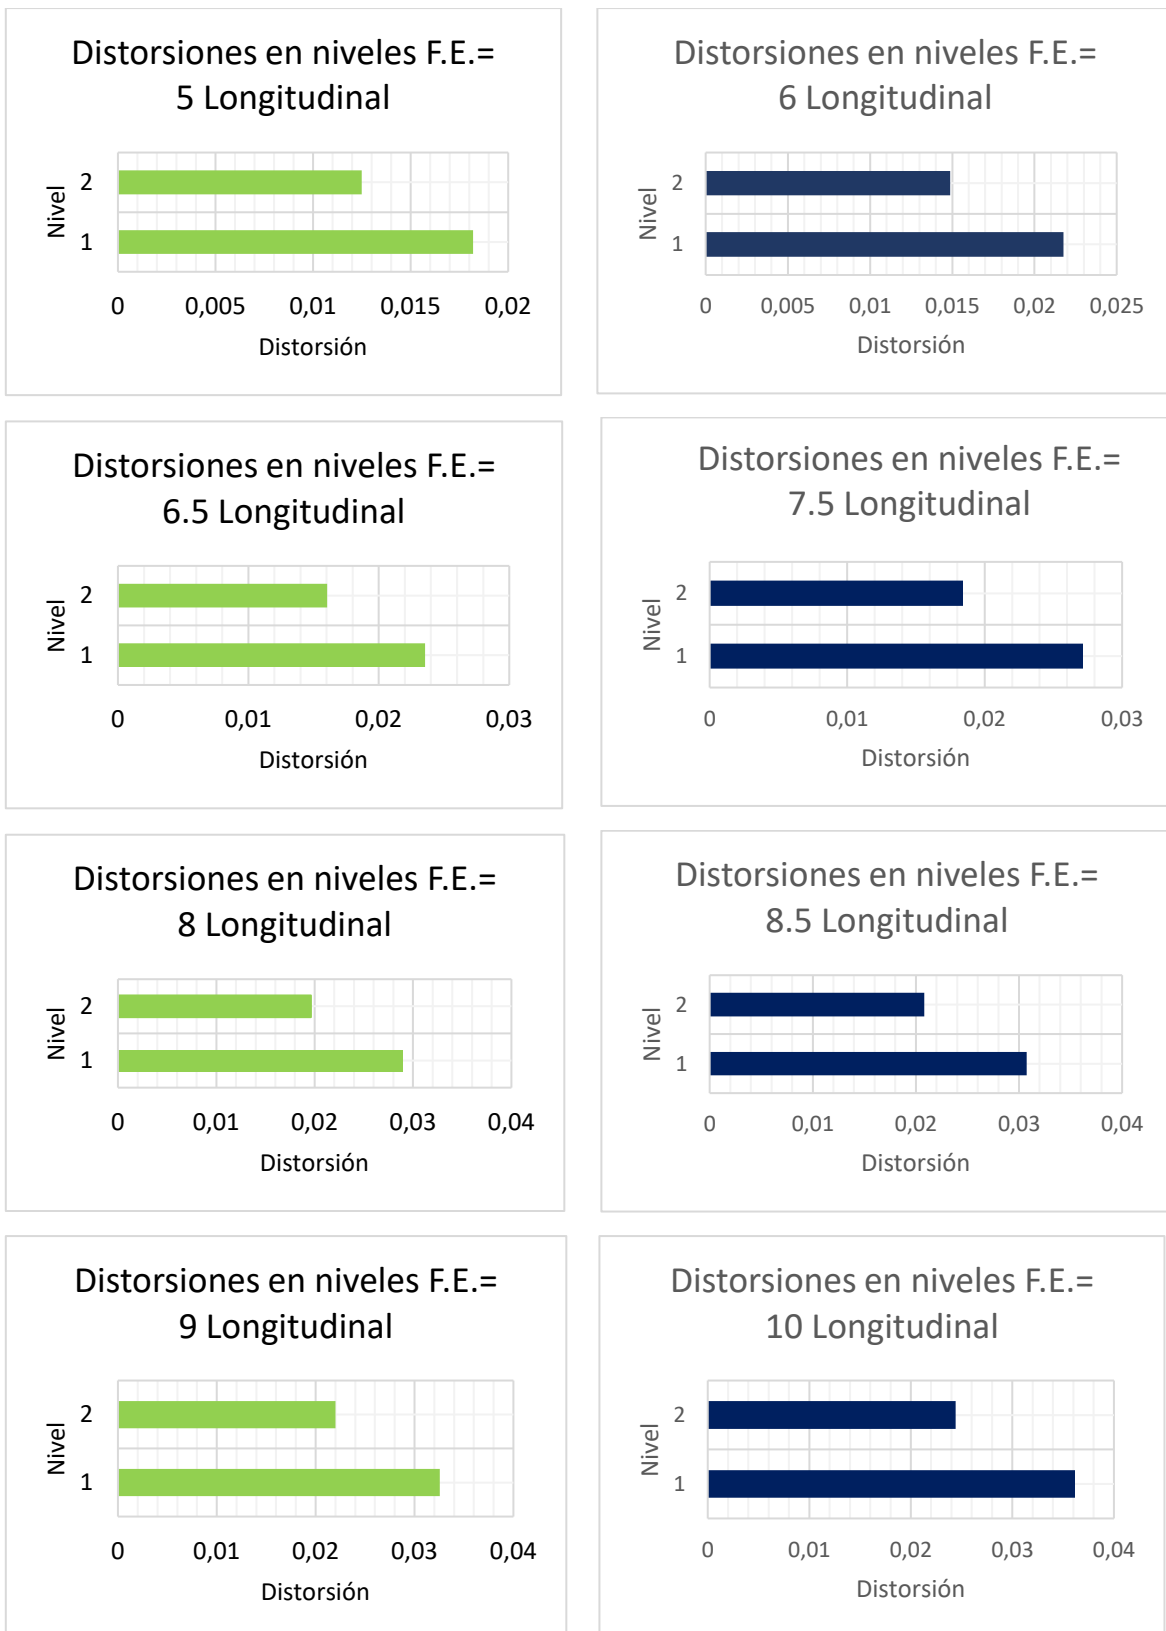 Distorsiones en niveles F.E.=
5 Longitudinal
Nivel
2
1
0 0,005 0,01 0,015 0,02
Distorsión
Distorsiones en niveles F.E.=
6 Longitudinal
Nivel
2
1
0 0,005 0,01 0,015 0,02 0,025
Distorsión
Distorsiones en niveles F.E.=
6.5 Longitudinal
Nivel
2
1
0 0,01 0,02 0,03
Distorsión
Distorsiones en niveles F.E.=
7.5 Longitudinal
Nivel
2
1
0 0,01 0,02 0,03
Distorsión
Distorsiones en niveles F.E.=
8 Longitudinal
Nivel
2
1
0 0,01 0,02 0,03 0,04
Distorsión
Distorsiones en niveles F.E.=
8.5 Longitudinal
Nivel
2
1
0 0,01 0,02 0,03 0,04
Distorsión
Distorsiones en niveles F.E.=
9 Longitudinal
Nivel
2
1
0 0,01 0,02 0,03 0,04
Distorsión
Distorsiones en niveles F.E.=
10 Longitudinal
Nivel
2
1
0 0,01 0,02 0,03 0,04
Distorsión